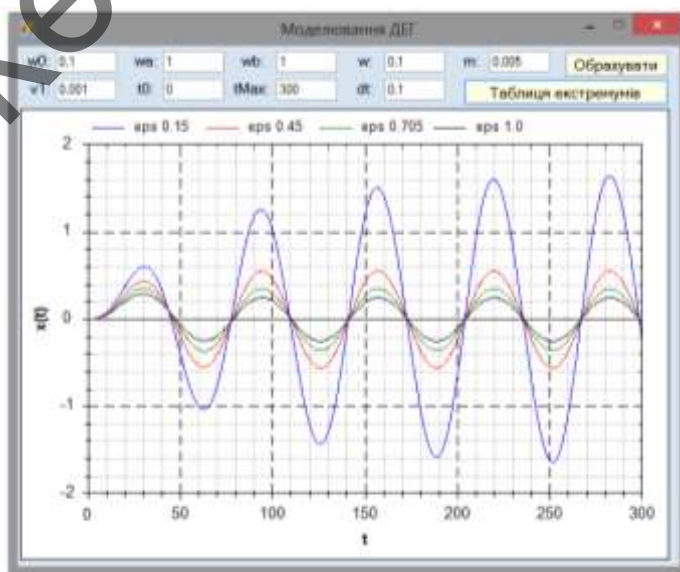 Моделювання ДЕГ
w0: 0.1 wa: 1 wb: 1 w: 0.1 m: 0.005 Обрахувати
v1: 0.001 t0: 0 tMax: 300 dt: 0.1 Таблиця екстремумів
eps 0.15 eps 0.45 eps 0.705 eps 1.0
2
1
0
-1
-2
x(t)
0 50 100 150 200 250 300
t